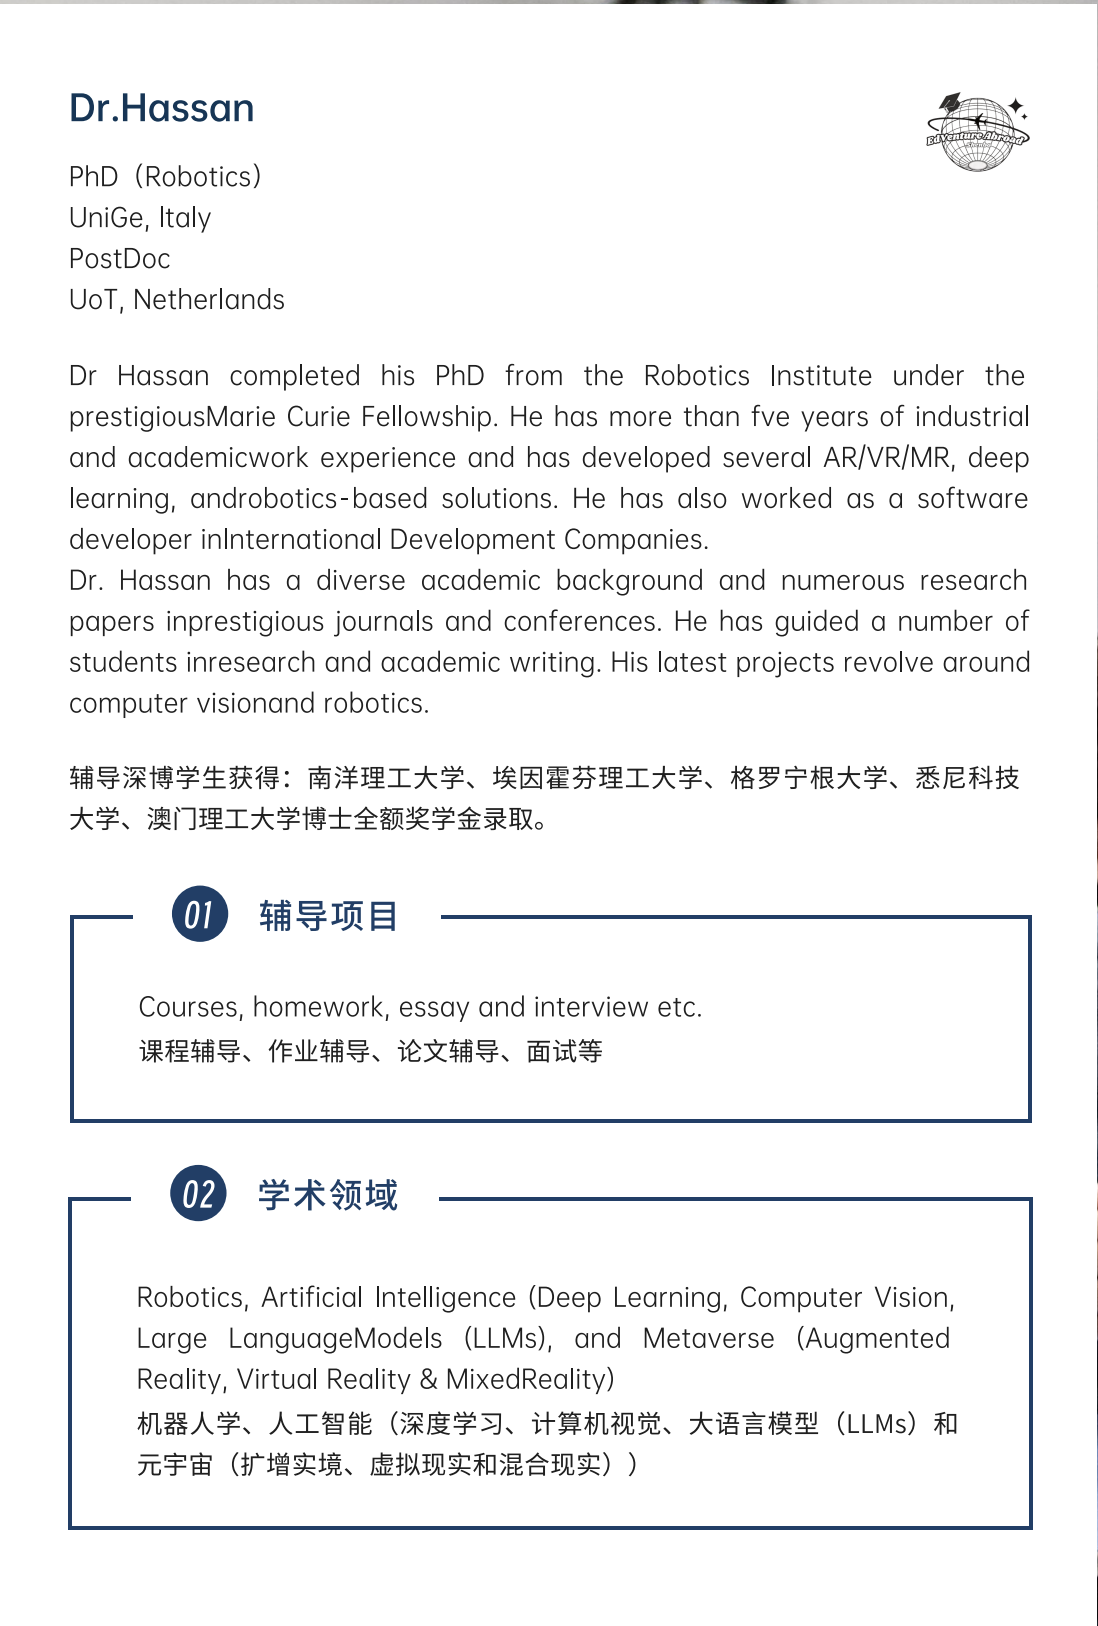 Dr.Hassan
EdVenture Abroad
PhD（Robotics）
UniGe, Italy
PostDoc
UoT, Netherlands
Dr Hassan completed his PhD from the Robotics Institute under the
prestigiousMarie Curie Fellowship. He has more than fve years of industrial
and academicwork experience and has developed several AR/VR/MR, deep
learning, androbotics-based solutions. He has also worked as a software
developer inInternational Development Companies.
Dr. Hassan has a diverse academic background and numerous research
papers inprestigious journals and conferences. He has guided a number of
students inresearch and academic writing. His latest projects revolve around
computer visionand robotics.
辅导深博学生获得：南洋理工大学、埃因霍芬理工大学、格罗宁根大学、悉尼科技
大学、澳门理工大学博士全额奖学金录取。
01 辅导项目
Courses, homework, essay and interview etc.
课程辅导、作业辅导、论文辅导、面试等
02 学术领域
Robotics, Artificial Intelligence (Deep Learning, Computer Vision,
Large LanguageModels (LLMs), and Metaverse (Augmented
Reality, Virtual Reality & MixedReality)
机器人学、人工智能（深度学习、计算机视觉、大语言模型（LLMs）和
元宇宙（扩增实境、虚拟现实和混合现实））